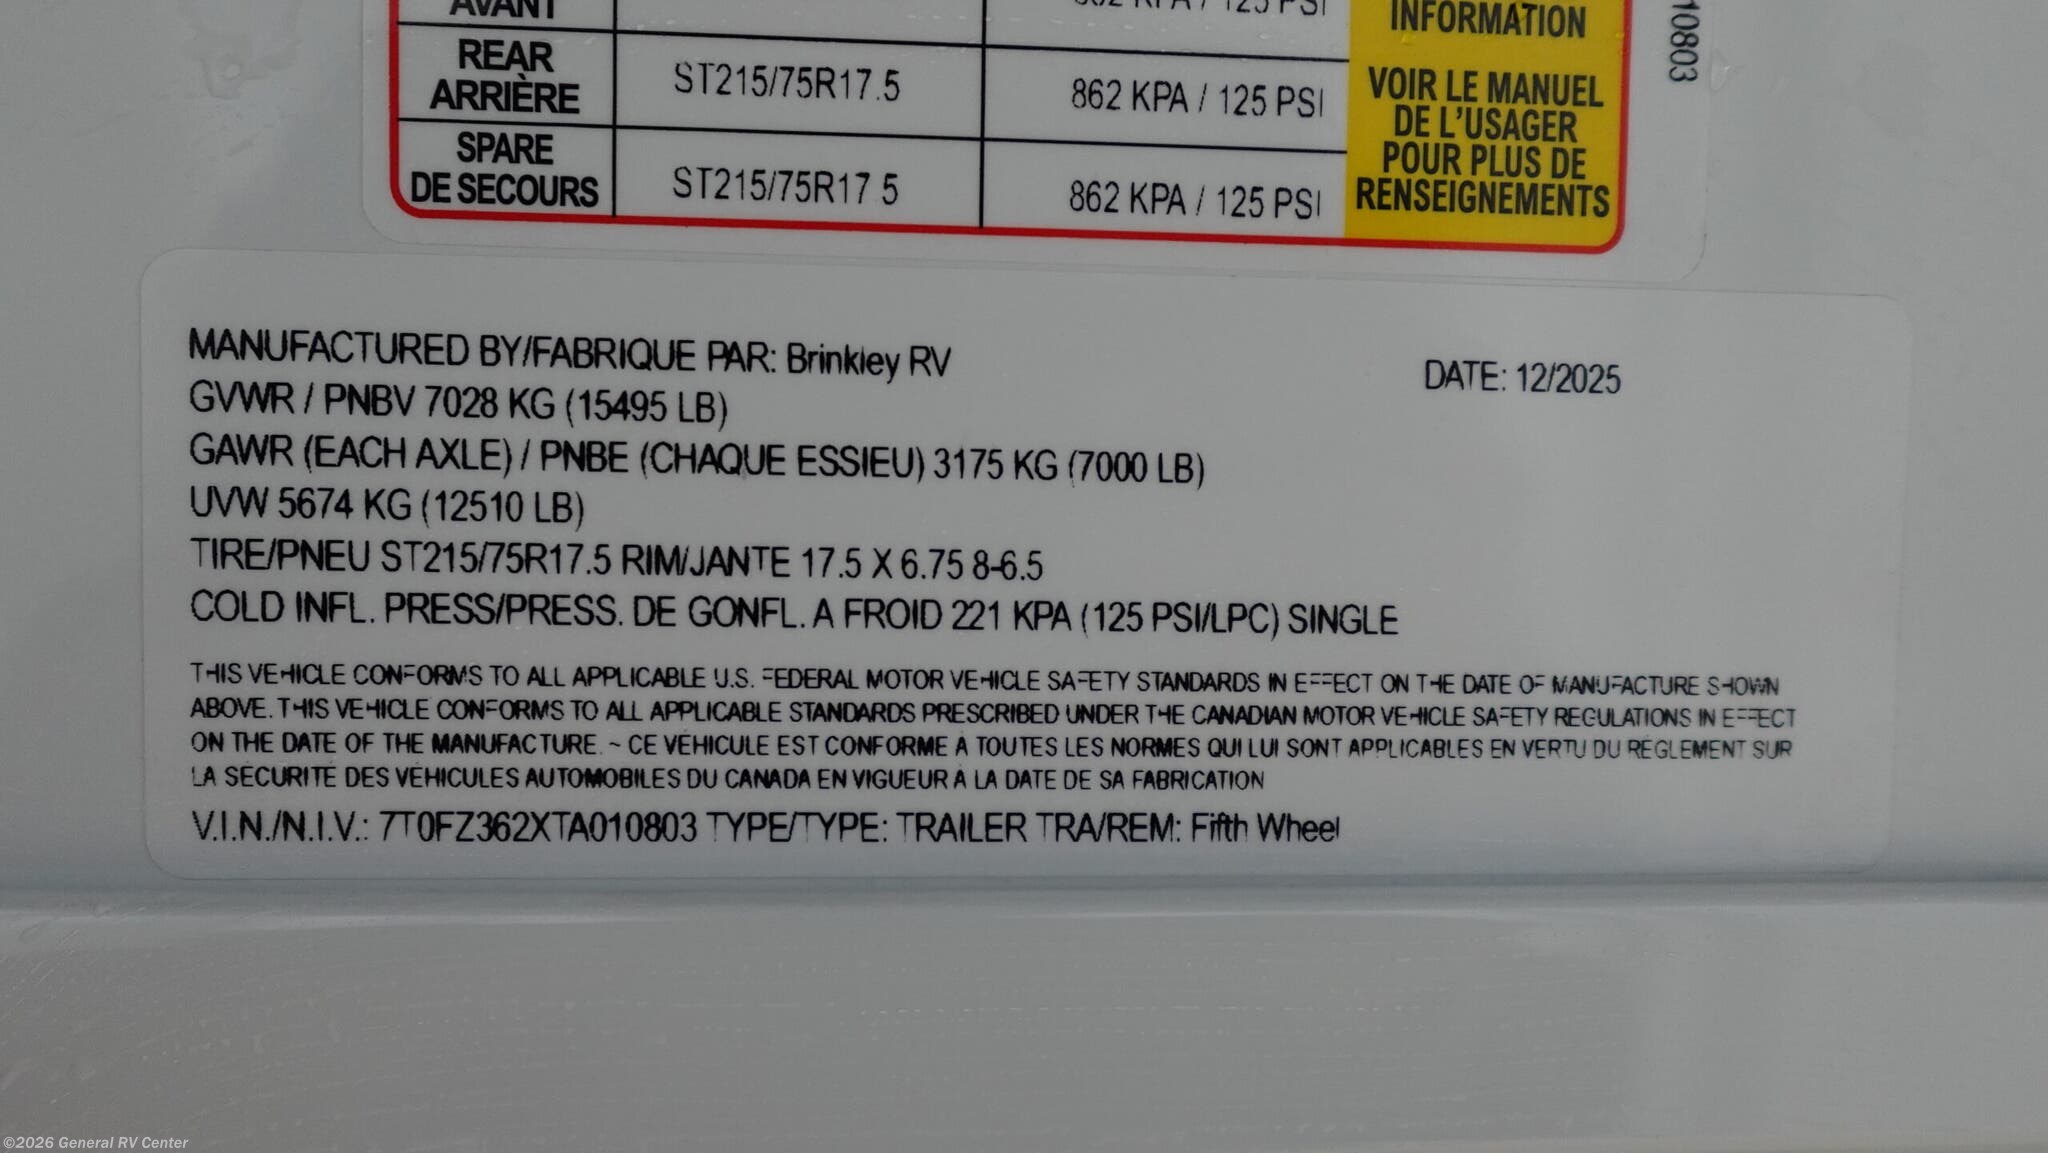 AVANT
862 KPA / 125 PSI
INFORMATION
REAR
ARRIÈRE
ST215/75R17.5
862 KPA / 125 PSI
VOIR LE MANUEL
DE L'USAGER
POUR PLUS DE
RENSEIGNEMENTS
SPARE
DE SECOURS
ST215/75R17.5
862 KPA / 125 PSI
10803
MANUFACTURED BY/FABRIQUE PAR: Brinkley RV
DATE: 12/2025
GVWR / PNBV 7028 KG (15495 LB)
GAWR (EACH AXLE) / PNBE (CHAQUE ESSIEU) 3175 KG (7000 LB)
UVW 5674 KG (12510 LB)
TIRE/PNEU ST215/75R17.5 RIM/JANTE 17.5 X 6.75 8-6.5
COLD INFL. PRESS/PRESS. DE GONFL. A FROID 221 KPA (125 PSI/LPC) SINGLE
THIS VEHICLE CONFORMS TO ALL APPLICABLE U.S. FEDERAL MOTOR VEHICLE SAFETY STANDARDS IN EFFECT ON THE DATE OF MANUFACTURE SHOWN
ABOVE. THIS VEHICLE CONFORMS TO ALL APPLICABLE STANDARDS PRESCRIBED UNDER THE CANADIAN MOTOR VEHICLE SAFETY REGULATIONS IN EFFECT
ON THE DATE OF THE MANUFACTURE. ~ CE VÉHICULE EST CONFORME À TOUTES LES NORMES QUI LUI SONT APPLICABLES EN VERTU DU RÈGLEMENT SUR
LA SÉCURITÉ DES VÉHICULES AUTOMOBILES DU CANADA EN VIGUEUR À LA DATE DE SA FABRICATION
V.I.N./N.I.V.: 7T0FZ362XTA010803 TYPE/TYPE: TRAILER TRA/REM: Fifth Wheel
©2026 General RV Center